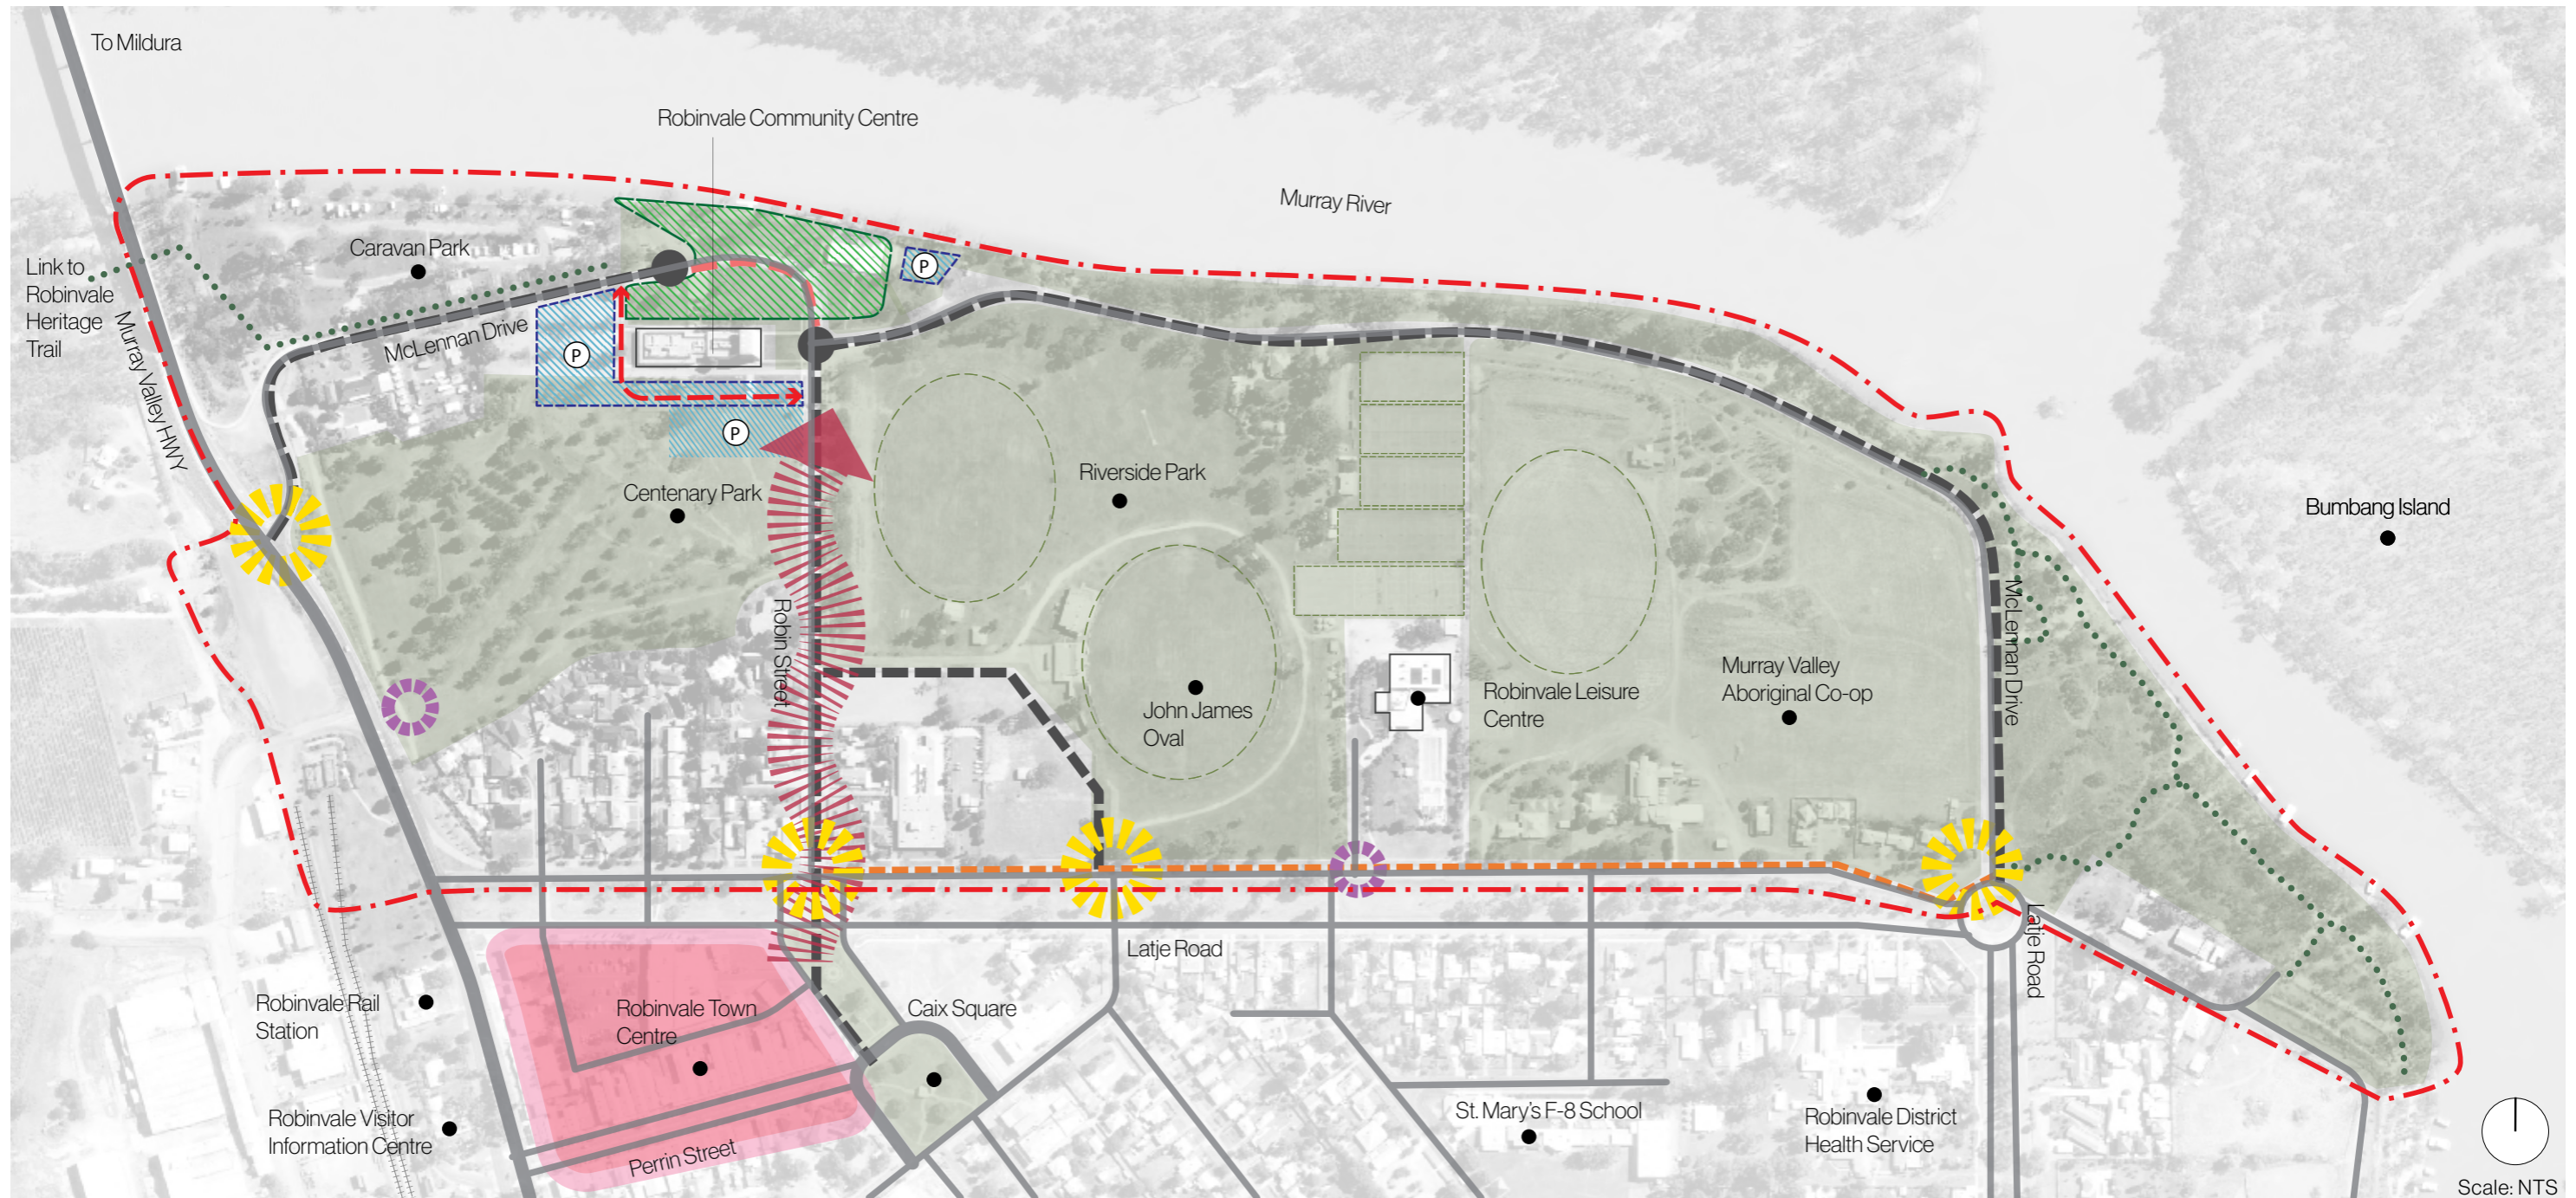 To Mildura
Robinvale Community Centre
Murray River
Caravan Park
Link to
Robinvale
Heritage
Trail
Murray Valley HWY
McLennan Drive
P
P
P
Centenary Park
Riverside Park
Bumbang Island
Robin Street
John James
Oval
Robinvale Leisure
Centre
Murray Valley
Aboriginal Co-op
McLennan Drive
Latje Road
Latje Road
Robinvale Rail
Station
Robinvale Town
Centre
Caix Square
Robinvale Visitor
Information Centre
Perrin Street
St. Mary's F-8 School
Robinvale District
Health Service
Scale: NTS